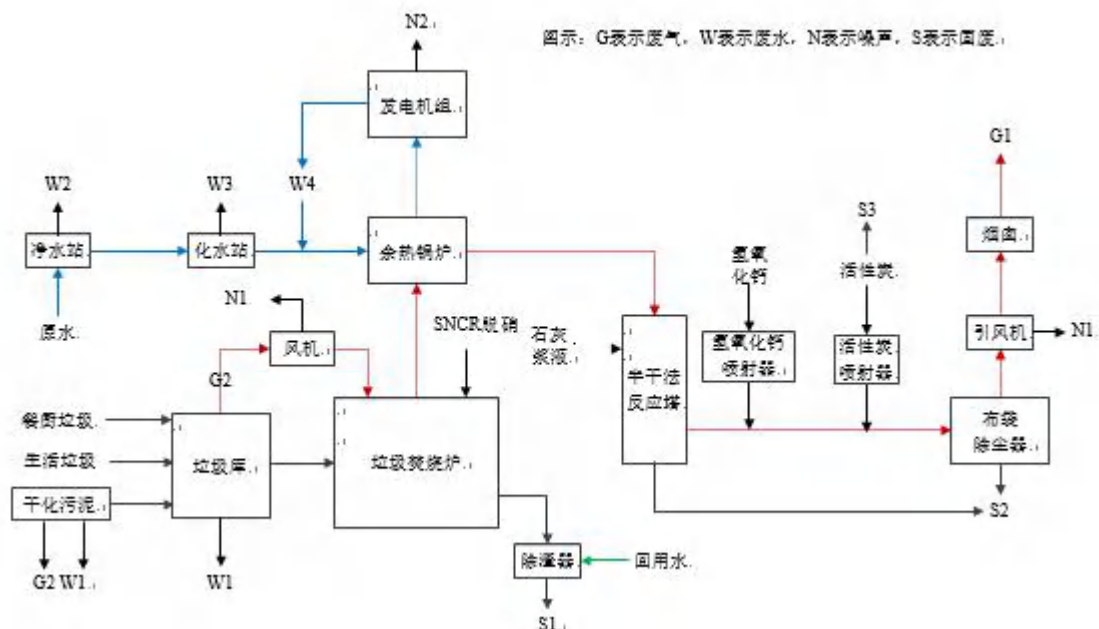 N2
图示：G表示废气，W表示废水，N表示噪声，S表示固废
发电机组
G1
W2
W3
W4
S3
净水站
化水站
余热锅炉
氢氧
化钙
活性炭
烟囱
原水
N1
SNCR脱硝
石灰
浆液
风机
半干法
反应塔
氢氧化钙
喷射器
活性炭
喷射器
引风机
N1
G2
餐厨垃圾
生活垃圾
垃圾库
垃圾焚烧炉
布袋
除尘器
干化污泥
S2
G2 W1
W1
除渣器
回用水
S1